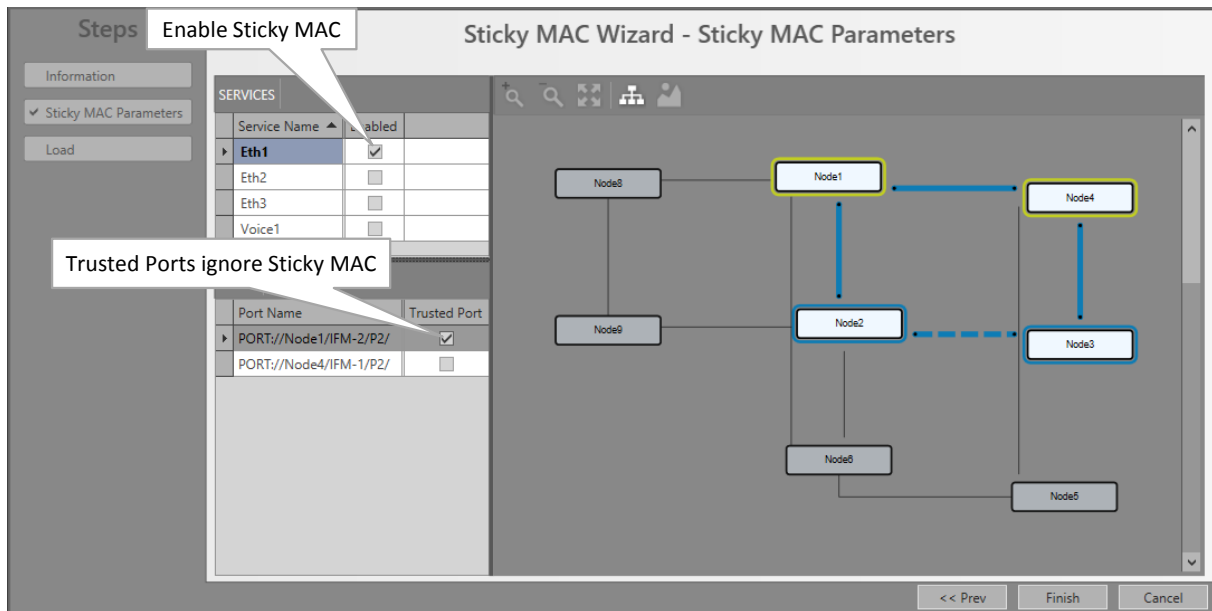 Steps
Enable Sticky MAC
Sticky MAC Wizard - Sticky MAC Parameters
Information
Sticky MAC Parameters
Load
SERVICES
Service Name
Eth1
Eth2
Eth3
Voice1
Trusted Ports ignore Sticky MAC
Port Name Trusted Port
PORT://Node1/IFM-2/P2/
PORT://Node4/IFM-1/P2/
Node8
Node1
Node4
Node9
Node2
Node3
Node6
Node5
<< Prev Finish Cancel